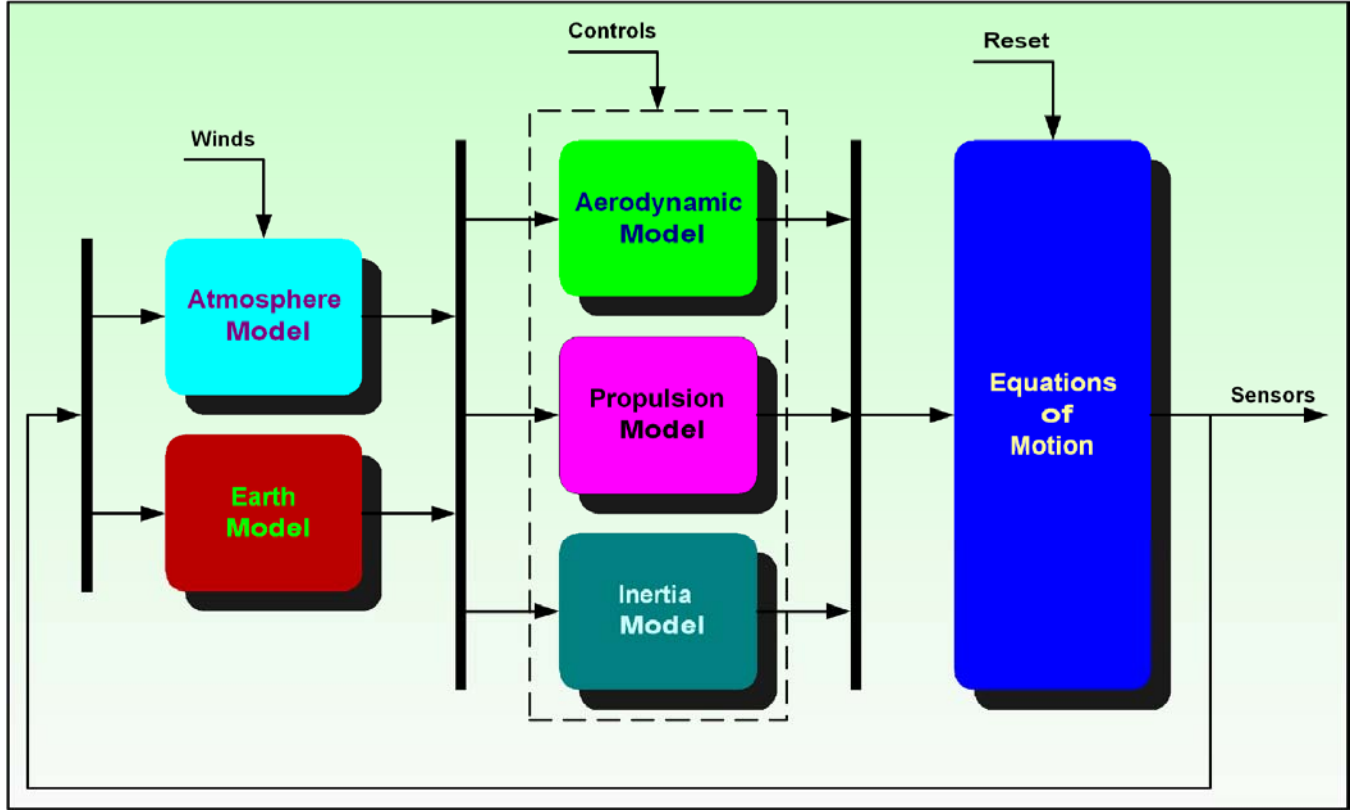 Controls
Reset
Winds
Aerodynamic
Model
Atmosphere
Model
Propulsion
Model
Equations
of
Motion
Sensors
Earth
Model
Inertia
Model